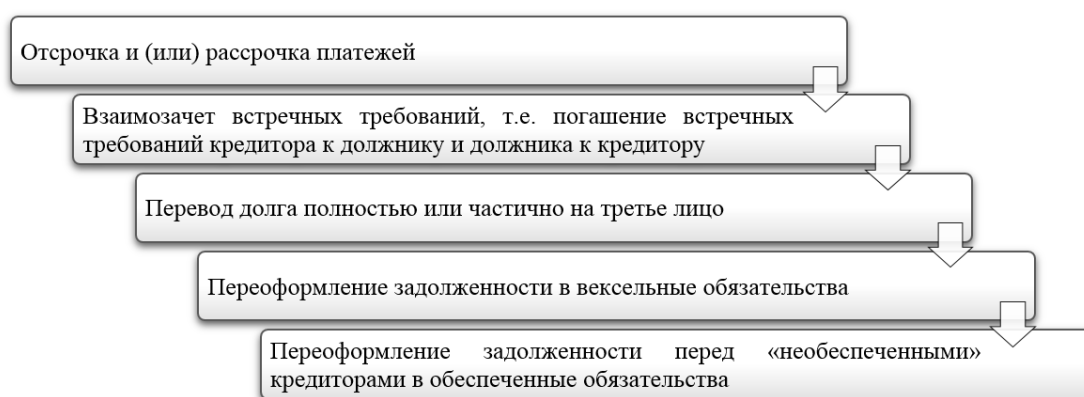 Отсрочка и (или) рассрочка платежей
Взаимозачет встречных требований, т.е. погашение встречных
требований кредитора к должнику и должника к кредитору
Перевод долга полностью или частично на третье лицо
Переоформление задолженности в вексельные обязательства
Переоформление задолженности перед «необеспеченными»
кредиторами в обеспеченные обязательства